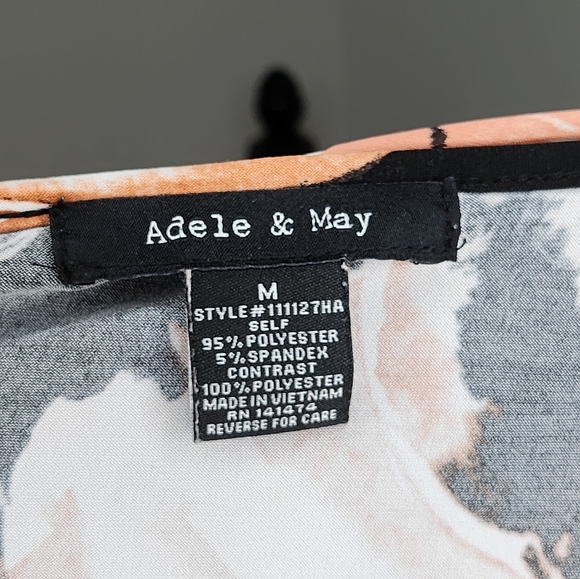 Adele & May
M
STYLE#111127HA
SELF
95%POLYESTER
5%SPANDEX
CONTRAST
100%POLYESTER
MADE IN VIETNAM
RN 141474
REVERSE FOR CARE